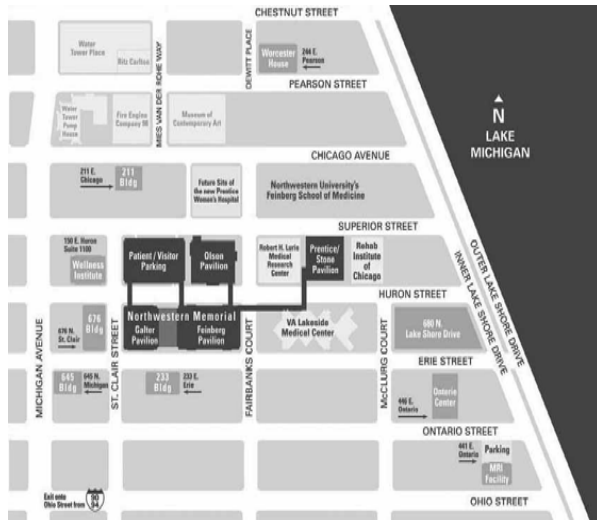 CHESTNUT STREET
Water
Tower Place
Ritz Carlton
MIES VAN DER ROHE WAY
DEWITT PLACE
Worcester
House
244 E.
Pearson
PEARSON STREET
N
LAKE
MICHIGAN
Water
Tower
Pump
House
Fire Engine
Company 98
Museum of
Contemporary Art
CHICAGO AVENUE
211 E.
Chicago
211
Bldg
Future Site of
the new Prentice
Women's Hospital
Northwestern University's
Feinberg School of Medicine
SUPERIOR STREET
150 E. Huron
Suite 1100
Wellness
Institute
Patient / Visitor
Parking
Olson
Pavilion
Robert H. Lurie
Medical
Research
Center
Prentice/
Stone
Pavilion
Rehab
Institute
of
Chicago
OUTER LAKE SHORE DRIVE
INNER LAKE SHORE DRIVE
HURON STREET
MICHIGAN AVENUE
676 N.
St. Clair
676
Bldg
ST. CLAIR STREET
Northwestern Memorial
Galter
Pavilion
Feinberg
Pavilion
FAIRBANKS COURT
VA Lakeside
Medical Center
McCLURG COURT
680 N.
Lake Shore Drive
ERIE STREET
645
Bldg
645 N.
Michigan
233
Bldg
233 E.
Erie
446 E.
Ontario
Onterie
Center
ONTARIO STREET
441 E.
Ontario
Parking
MRI
Facility
Exit onto
Ohio Street from
90
94
OHIO STREET